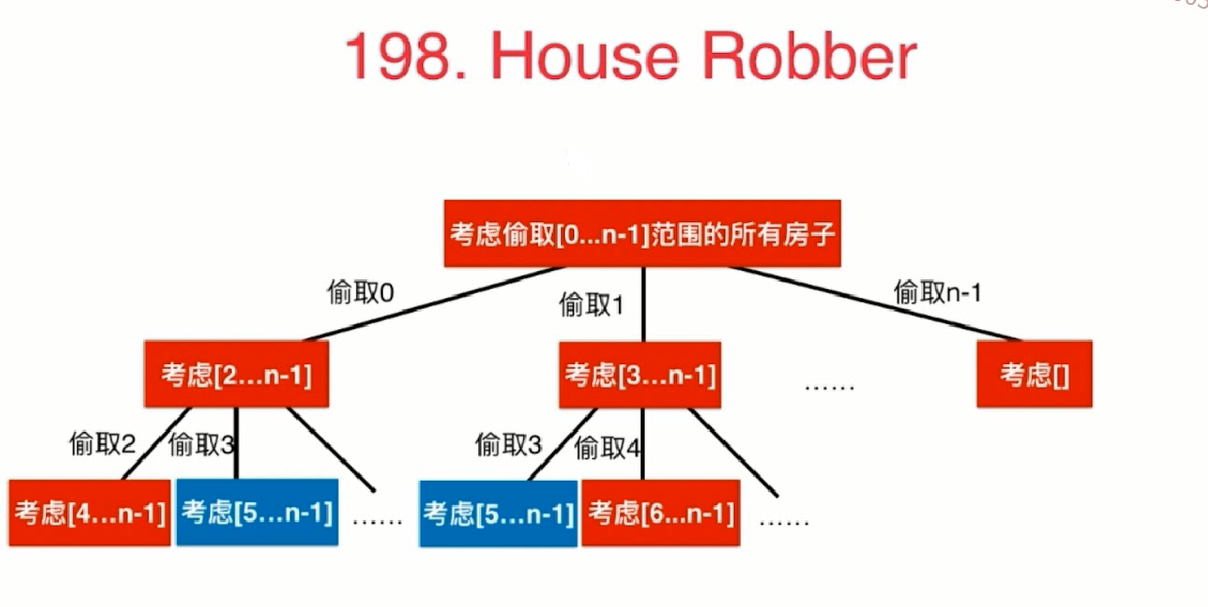 198. House Robber
考虑偷取[0...n-1]范围的所有房子
偷取0
偷取1
偷取n-1
考虑[2...n-1]
考虑[3...n-1]
......
考虑[]
偷取2
偷取3
偷取3
偷取4
考虑[4...n-1]
考虑[5...n-1]
......
考虑[5...n-1]
考虑[6...n-1]
......